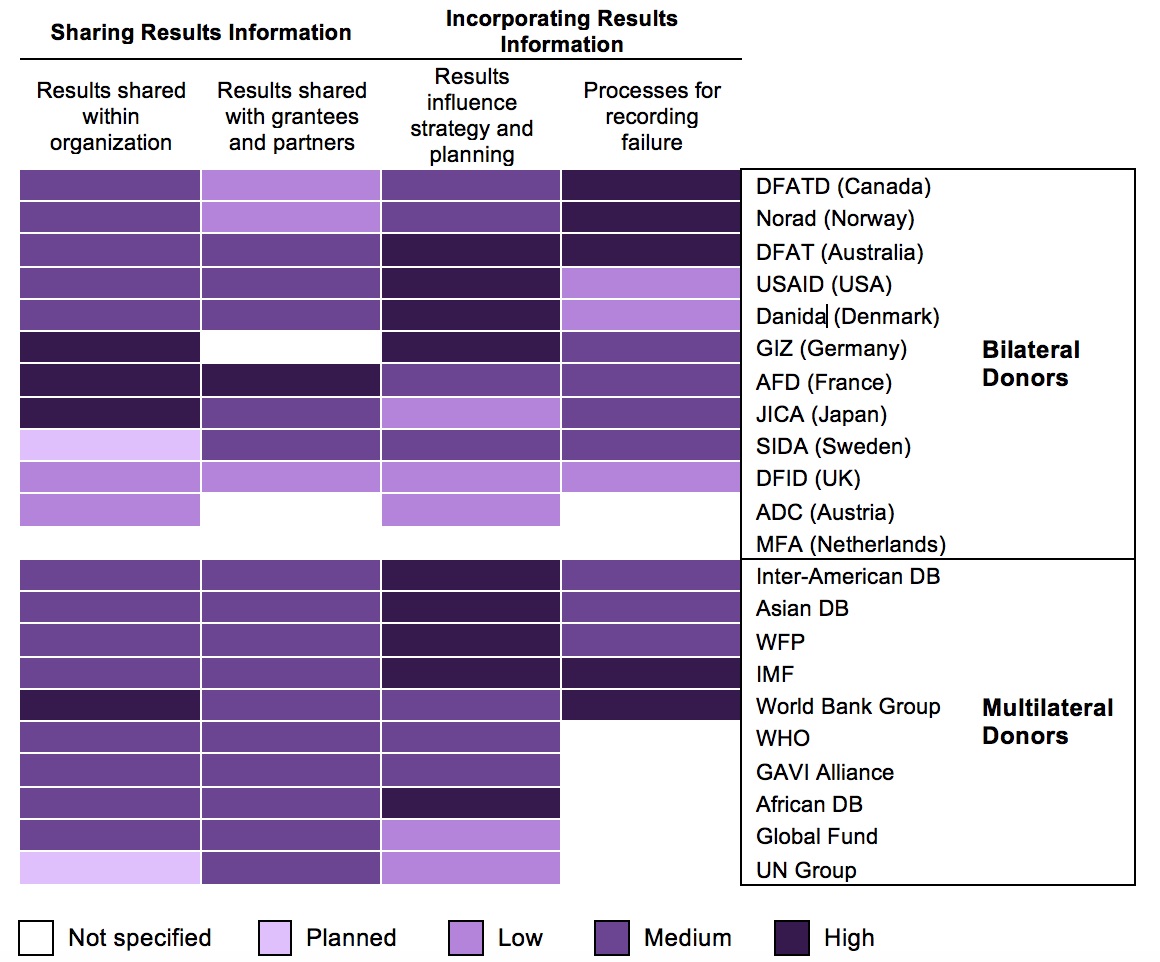 Sharing Results Information
Incorporating Results
Information
Results shared
within
organization
Results shared
with grantees
and partners
Results
influence
strategy and
planning
Processes for
recording
failure
DFATD (Canada)
Norad (Norway)
DFAT (Australia)
USAID (USA)
Danida (Denmark)
GIZ (Germany)
AFD (France)
JICA (Japan)
SIDA (Sweden)
DFID (UK)
ADC (Austria)
MFA (Netherlands)
Bilateral
Donors
Inter-American DB
Asian DB
WFP
IMF
World Bank Group
WHO
GAVI Alliance
African DB
Global Fund
UN Group
Multilateral
Donors
Not specified
Planned
Low
Medium
High